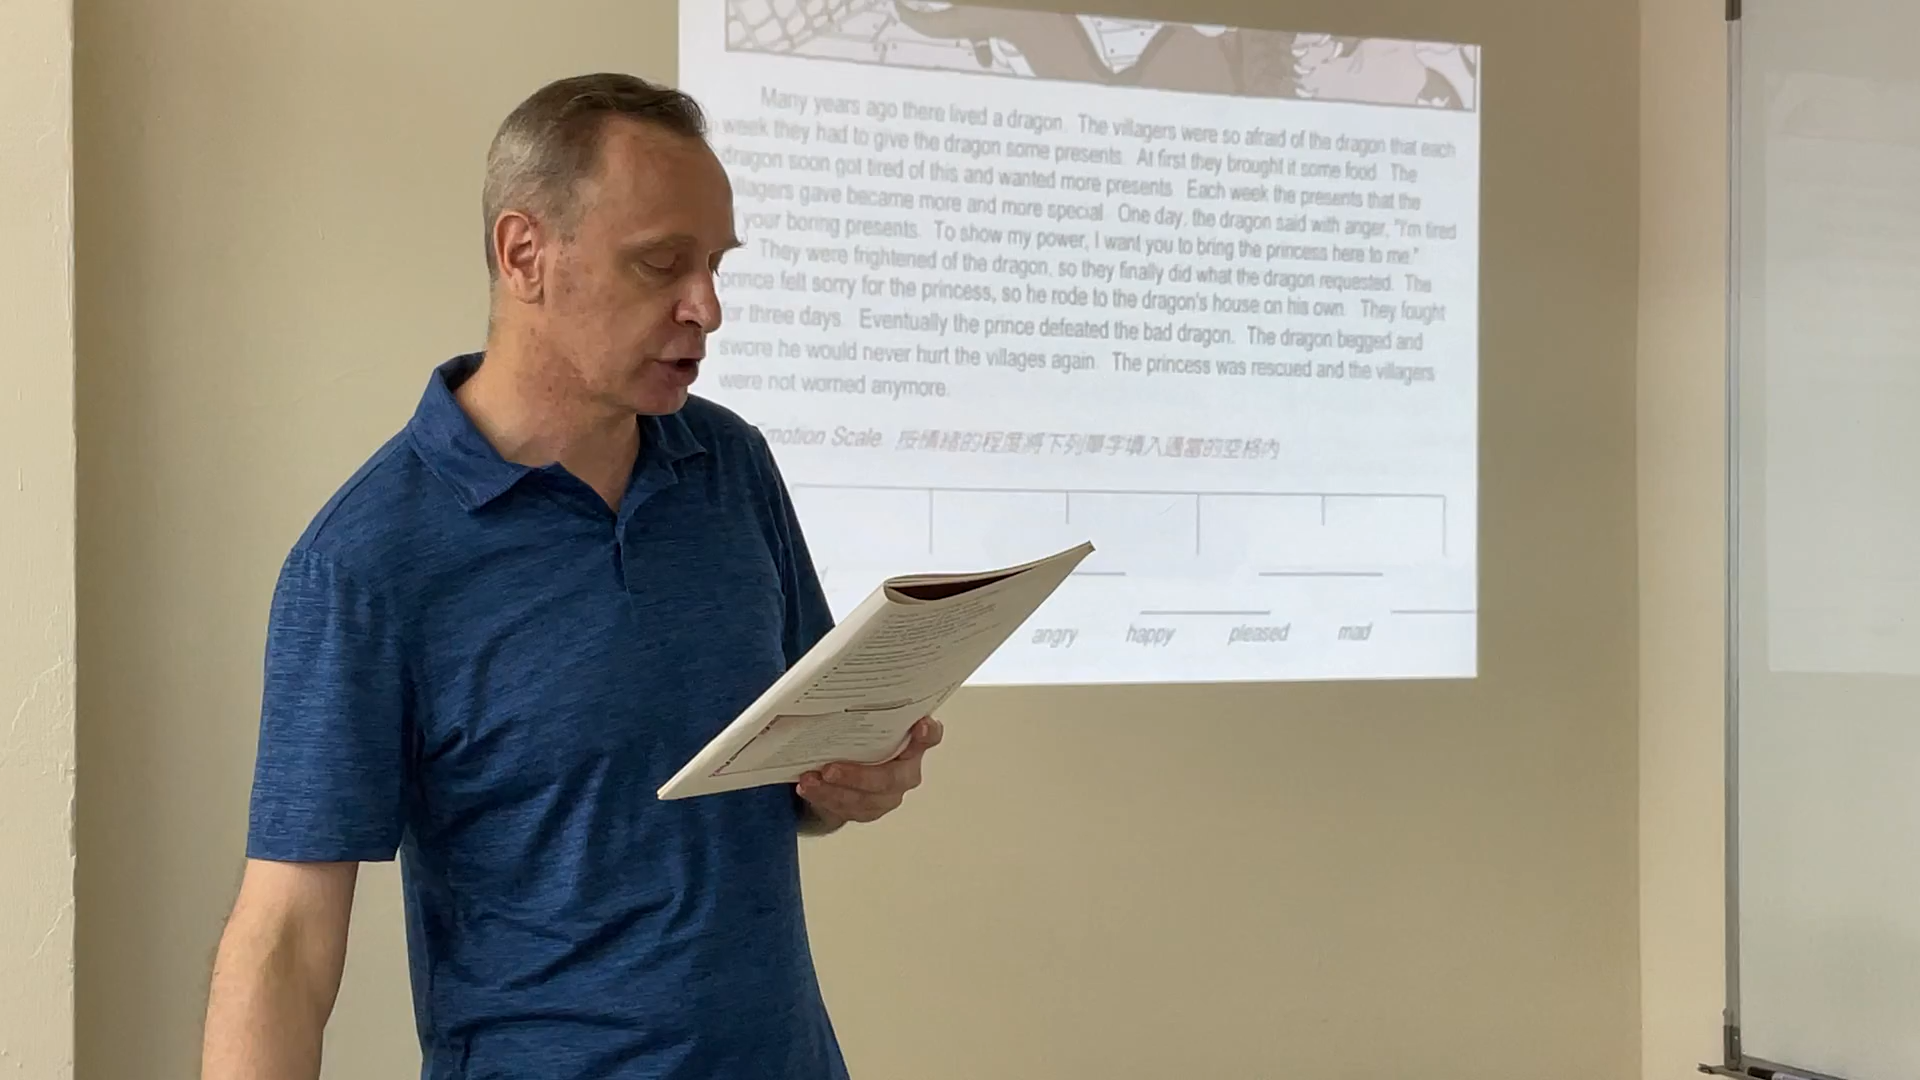 Many years ago there lived a dragon. The villagers were so afraid of the dragon that each
week they had to give the dragon some presents. At first they brought it some food. The
dragon soon got tired of this and wanted more presents. Each week the presents that the
villagers gave became more and more special. One day, the dragon said with anger, "I'm tired
your boring presents. To show my power, I want you to bring the princess here to me."
They were frightened of the dragon, so they finally did what the dragon requested. The
prince felt sorry for the princess, so he rode to the dragon's house on his own. They fought
for three days. Eventually the prince defeated the bad dragon. The dragon begged and
swore he would never hurt the villages again. The princess was rescued and the villagers
were not worried anymore.
Emotion Scale 按情緒的程度將下列單字填入適當的空格內
angry happy pleased mad